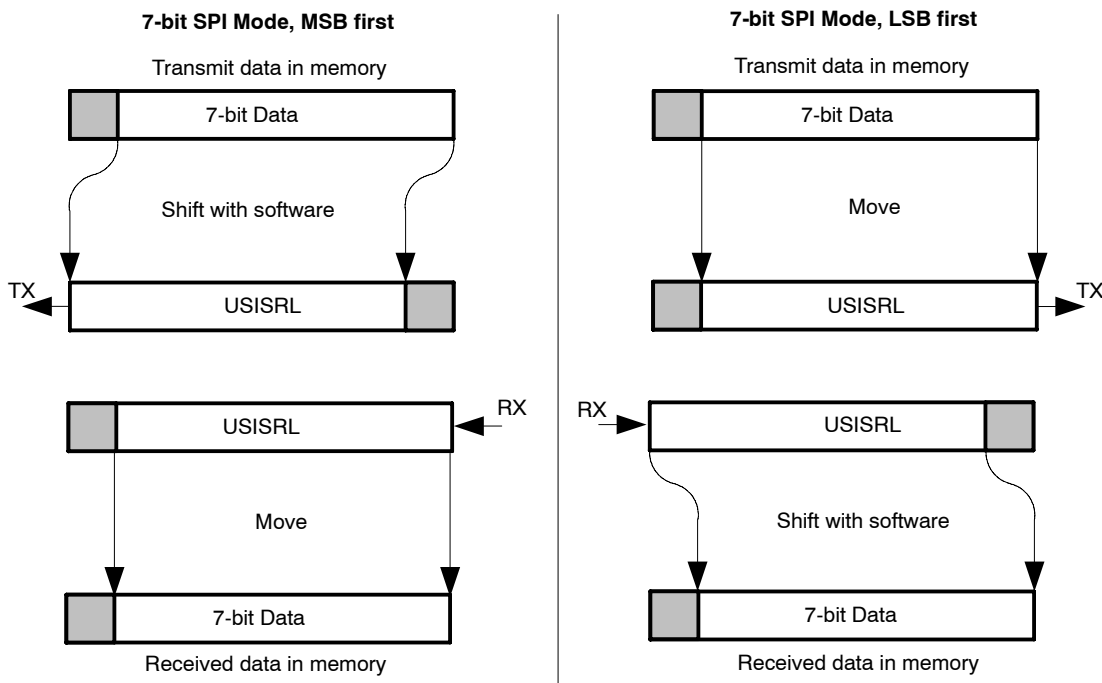 7-bit SPI Mode, MSB first
Transmit data in memory
7-bit Data
Shift with software
TX
USISRL
USISRL
RX
Move
7-bit Data
Received data in memory
7-bit SPI Mode, LSB first
Transmit data in memory
7-bit Data
Move
USISRL
TX
RX
USISRL
Shift with software
7-bit Data
Received data in memory